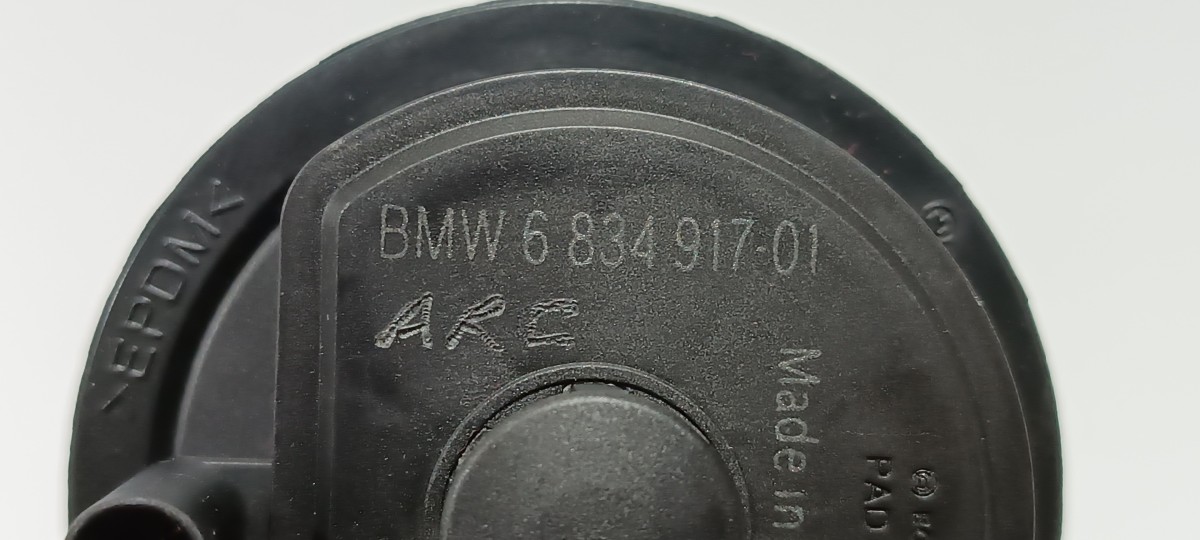 BMW 6 834 917-01
ARC
>EPDM<
Made in
PAD